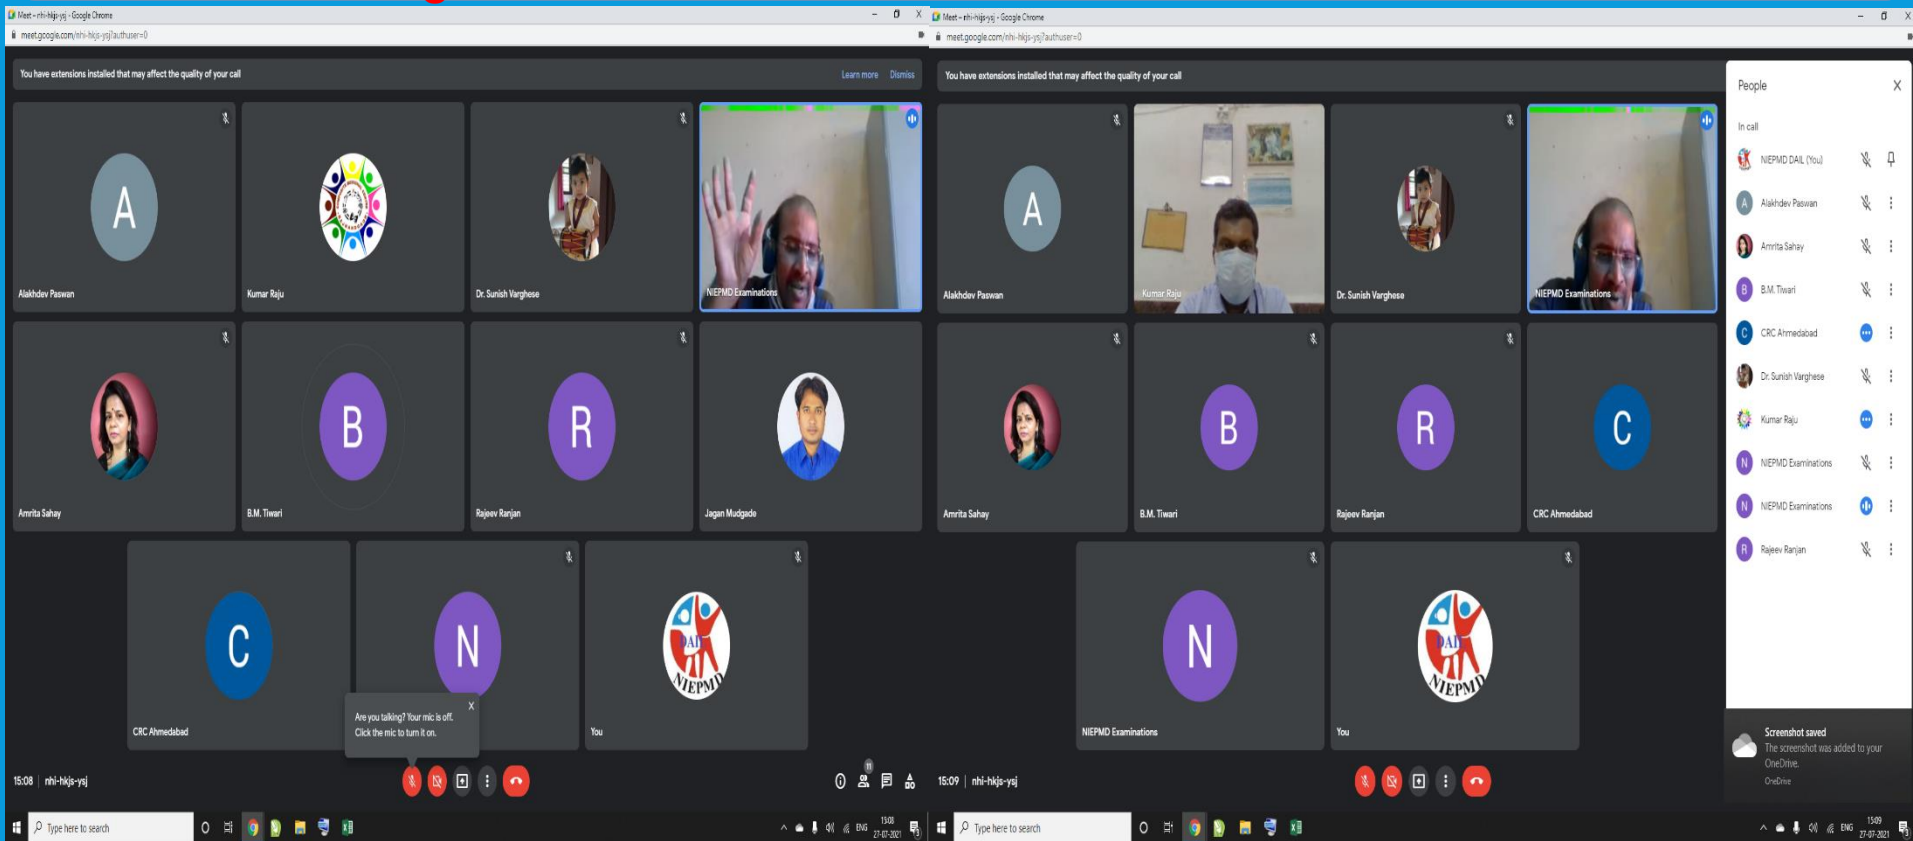 Meet – nhi-hkjs-ysj - Google Chrome
meet.google.com/nhi-hkjs-ysj?authuser=0
You have extensions installed that may affect the quality of your call
Learn more Dismiss
A
Alakhdev Paswan
Kumar Raju
Dr. Sunish Varghese
NIEPMD Examinations
Amrita Sahay
B
B.M. Tiwari
R
Rajeev Ranjan
Jagan Mudgade
C
CRC Ahmedabad
N
Are you talking? Your mic is off.
Click the mic to turn it on.
DAIL
NIEPMD
You
15:08 | nhi-hkjs-ysj
11
Type here to search
ENG
15:08
27-07-2021
Meet – nhi-hkjs-ysj - Google Chrome
meet.google.com/nhi-hkjs-ysj?authuser=0
You have extensions installed that may affect the quality of your call
A
Alakhdev Paswan
Kumar Raju
Dr. Sunish Varghese
NIEPMD Examinations
Amrita Sahay
B
B.M. Tiwari
R
Rajeev Ranjan
C
CRC Ahmedabad
N
NIEPMD Examinations
DAIL
NIEPMD
You
People
In call
NIEPMD DAIL (You)
A Alakhdev Paswan
Amrita Sahay
B B.M. Tiwari
C CRC Ahmedabad
Dr. Sunish Varghese
Kumar Raju
N NIEPMD Examinations
N NIEPMD Examinations
R Rajeev Ranjan
Screenshot saved
The screenshot was added to your
OneDrive.
OneDrive
15:09 | nhi-hkjs-ysj
Type here to search
ENG
15:09
27-07-2021